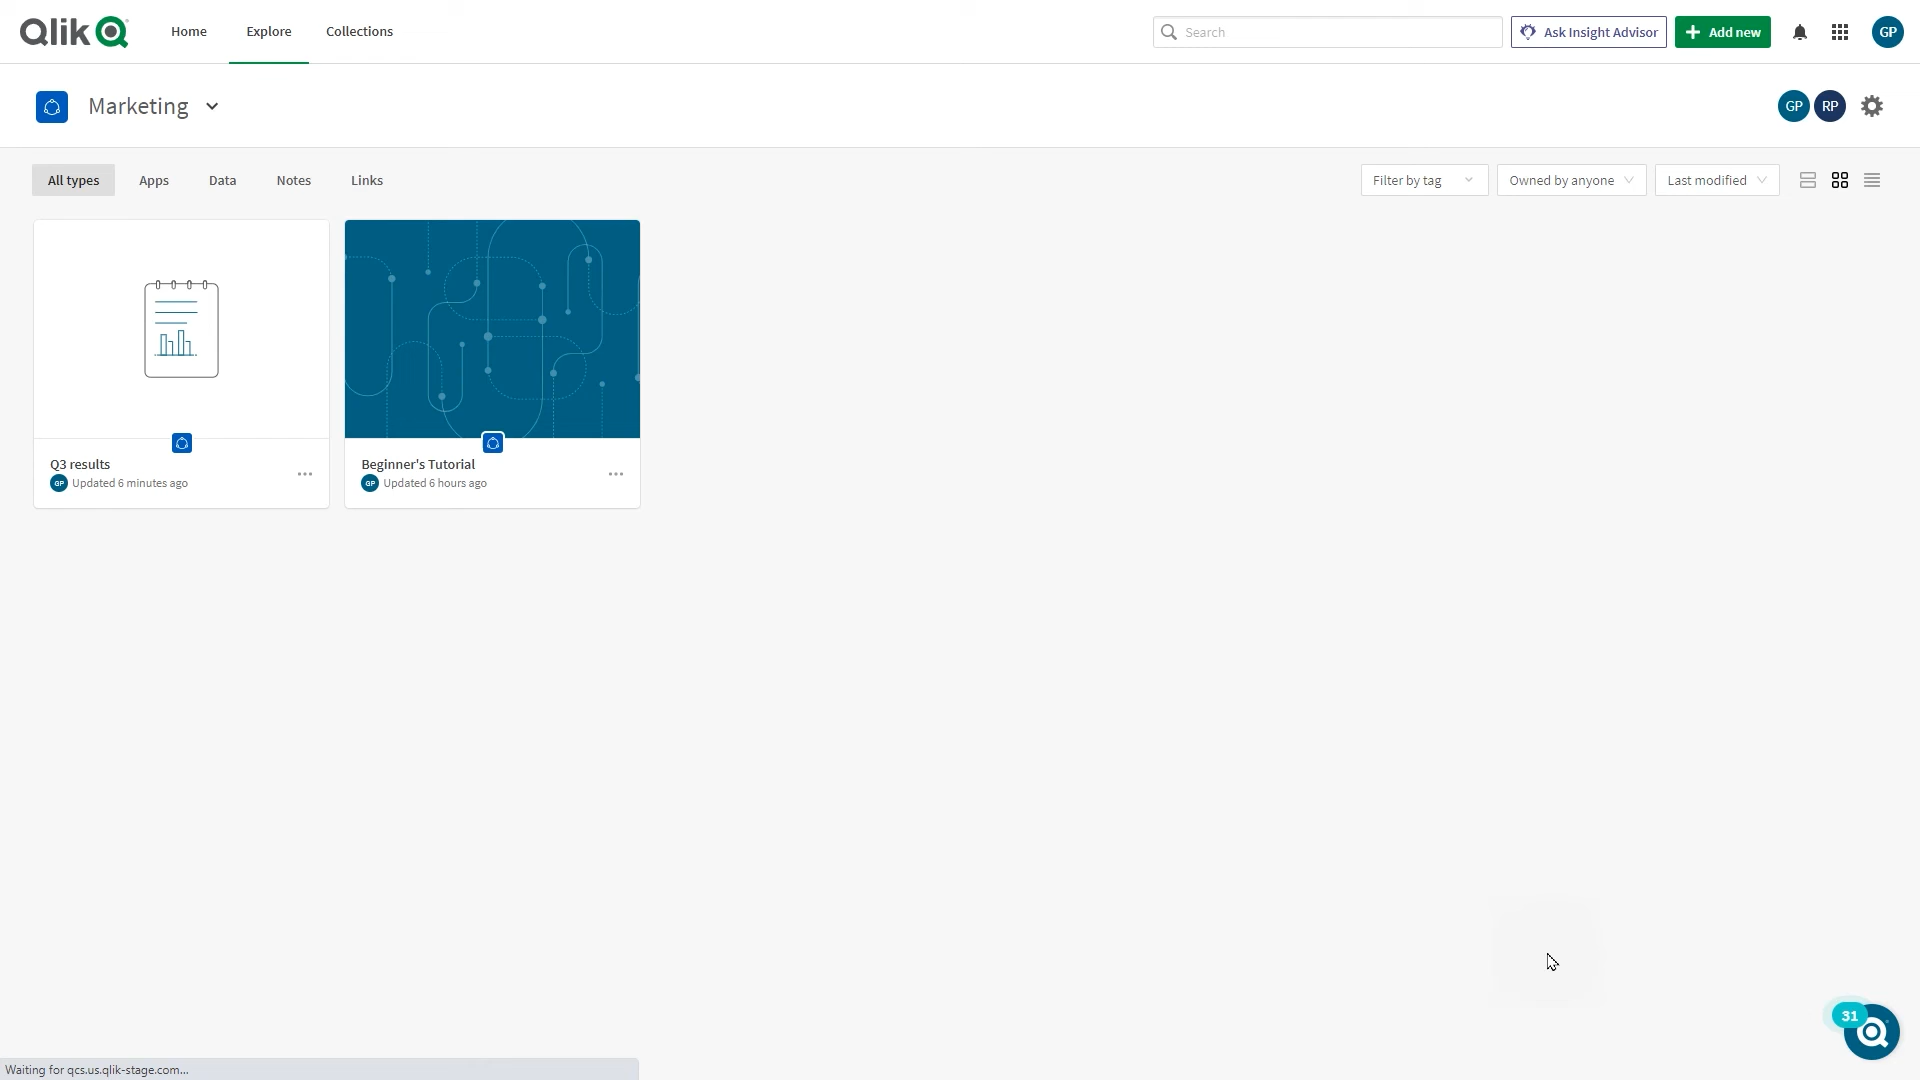 Qlik
Home
Explore
Collections
Search
Ask Insight Advisor
Add new
GP
Marketing
GP
RP
All types
Apps
Data
Notes
Links
Filter by tag
Owned by anyone
Last modified
Q3 results
GP Updated 6 minutes ago
Beginner's Tutorial
GP Updated 6 hours ago
31
Waiting for qcs.us.qlik-stage.com...